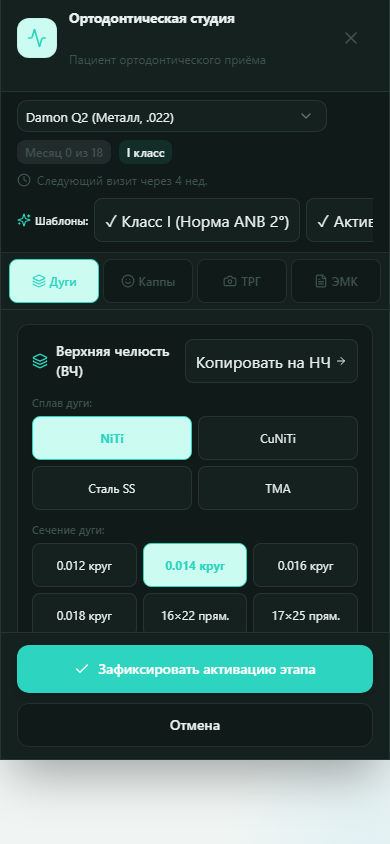 Ортодонтическая студия
Пациент ортодонтического приёма
Damon Q2 (Металл, .022)
Месяц 0 из 18
I класс
Следующий визит через 4 нед.
Шаблоны:
✓ Класс I (Норма ANB 2°)
✓ Актив
Дуги
Каппы
ТРГ
ЭМК
Верхняя челюсть
(ВЧ)
Копировать на НЧ →
Сплав дуги:
NiTi
CuNiTi
Сталь SS
TMA
Сечение дуги:
0.012 круг
0.014 круг
0.016 круг
0.018 круг
16×22 прям.
17×25 прям.
Зафиксировать активацию этапа
Отмена